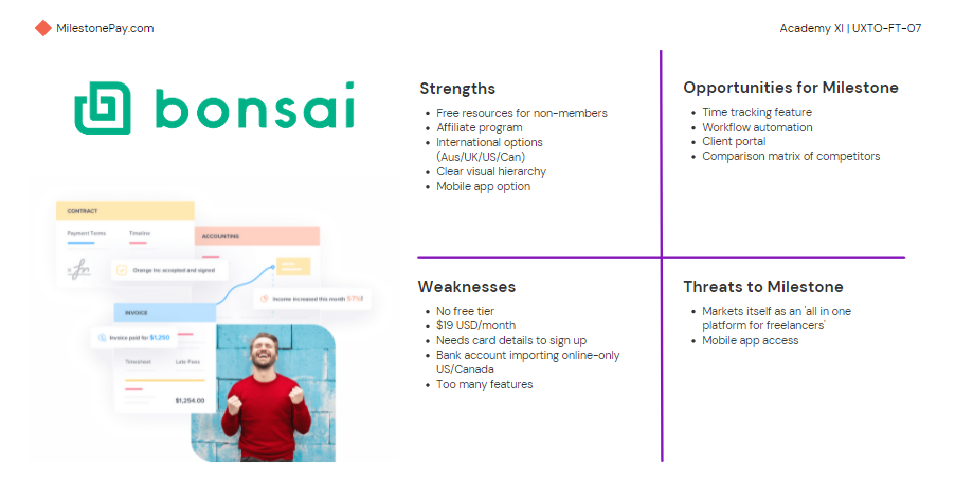 MilestonePay.com
Academy XI | UXTO-FT-07
bonsai
Strengths
• Free resources for non-members
• Affiliate program
• International options
(Aus/UK/US/Can)
• Clear visual hierarchy
• Mobile app option
Opportunities for Milestone
• Time tracking feature
• Workflow automation
• Client portal
• Comparison matrix of competitors
CONTRACT
Payment Terms
Timeline
ACCOUNTING
Orange Inc accepted and signed
Income increased this month 57%!
INVOICE
Invoice paid for $1,250
Timesheet
Late Fees
$1,254.00
Weaknesses
• No free tier
• $19 USD/month
• Needs card details to sign up
• Bank account importing online-only
US/Canada
• Too many features
Threats to Milestone
• Markets itself as an 'all in one
platform for freelancers'
• Mobile app access